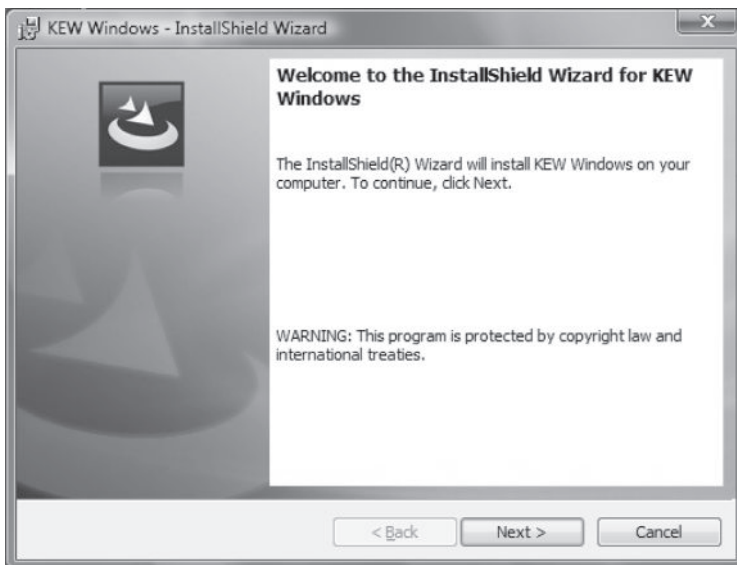 KEW Windows - InstallShield Wizard
Welcome to the InstallShield Wizard for KEW
Windows
The InstallShield(R) Wizard will install KEW Windows on your
computer. To continue, click Next.
WARNING: This program is protected by copyright law and
international treaties.
< Back
Next >
Cancel